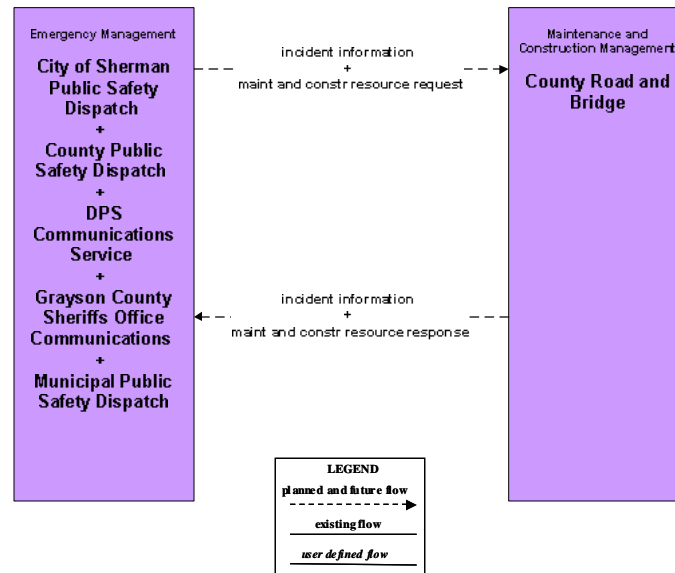 Emergency Management
City of Sherman
Public Safety
Dispatch
+
County Public
Safety Dispatch
+
DPS
Communications
Service
+
Grayson County
Sheriffs Office
Communications
+
Municipal Public
Safety Dispatch
incident information
+
maint and constr resource request
Maintenance and
Construction Management
County Road and
Bridge
incident information
+
maint and constr resource response
LEGEND
planned and future flow
existing flow
user defined flow